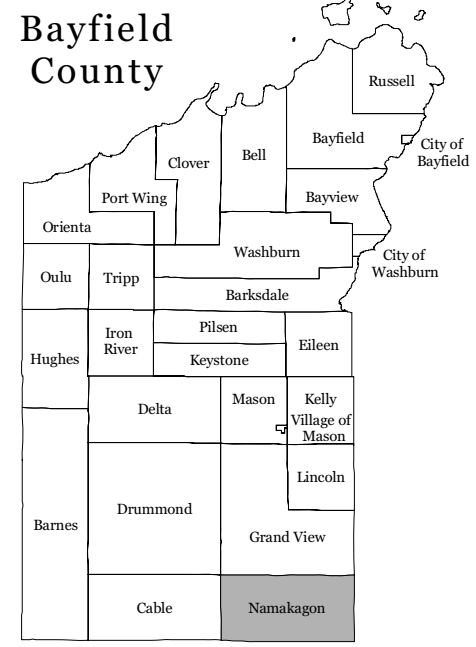 Bayfield
County
Russell
Bayfield
City of
Bayfield
Clover
Bell
Port Wing
Bayview
Orienta
Washburn
City of
Washburn
Oulu
Tripp
Barksdale
Iron
River
Pilsen
Eileen
Hughes
Keystone
Delta
Mason
Kelly
Village of
Mason
Lincoln
Barnes
Drummond
Grand View
Cable
Namakagon